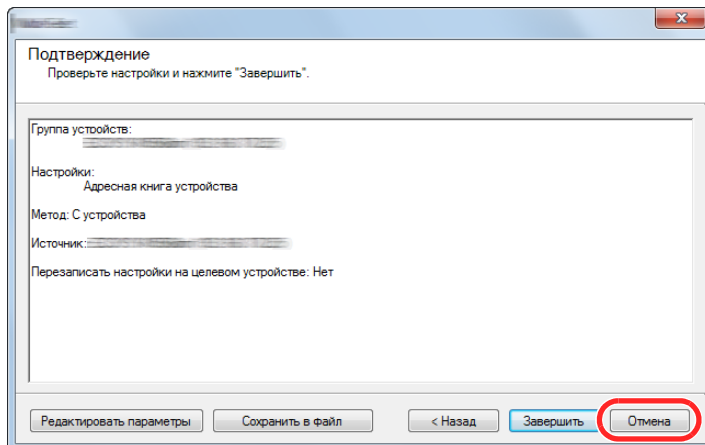 Подтверждение
Проверьте настройки и нажмите "Завершить".
Группа устройств:
Настройки:
Адресная книга устройства
Метод: С устройства
Источник:
Перезаписать настройки на целевом устройстве: Нет
Редактировать параметры Сохранить в файл < Назад Завершить Отмена